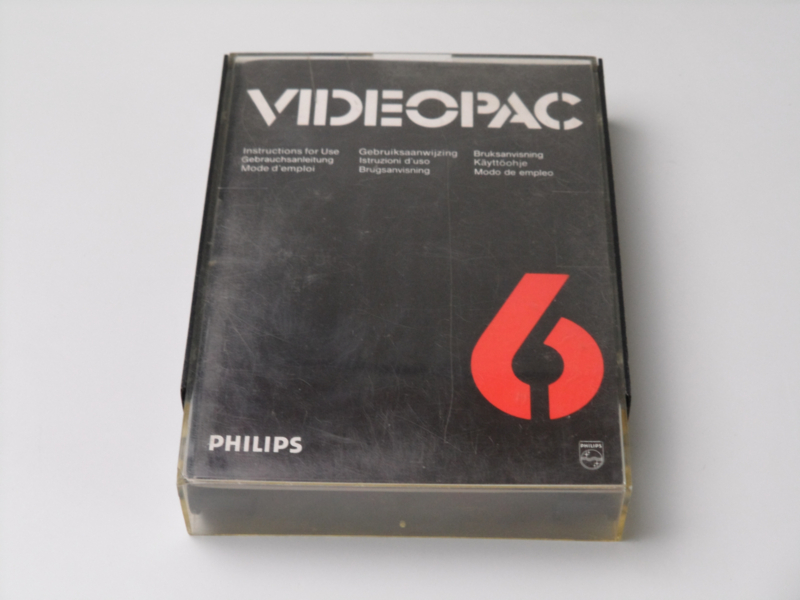 VIDEOPAC
Instructions for Use
Gebrauchsanleitung
Mode d'emploi
Gebruiksaanwijzing
Istruzioni d'uso
Brugsanvisning
Bruksanvisning
Käyttöohje
Modo de empleo
6
PHILIPS
PHILIPS